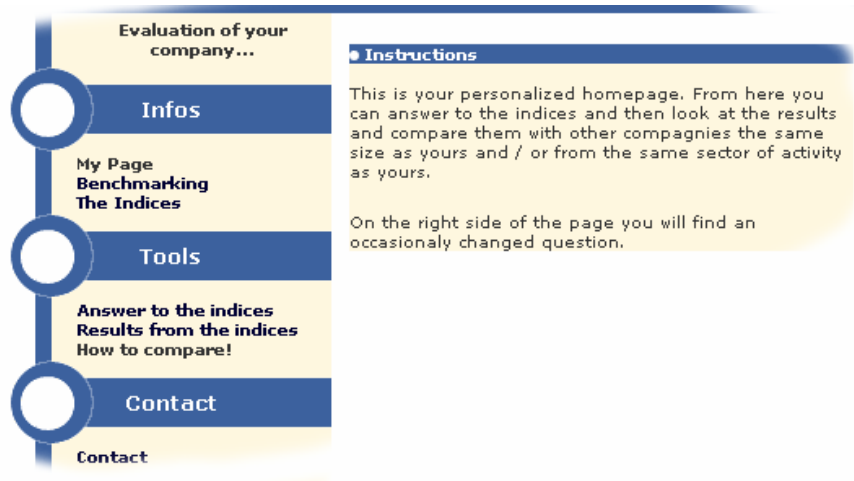 Evaluation of your
company...
Infos
My Page
Benchmarking
The Indices
Tools
Answer to the indices
Results from the indices
How to compare!
Contact
Contact
Instructions
This is your personalized homepage. From here you
can answer to the indices and then look at the results
and compare them with other compagnies the same
size as yours and / or from the same sector of activity
as yours.
On the right side of the page you will find an
occasionaly changed question.